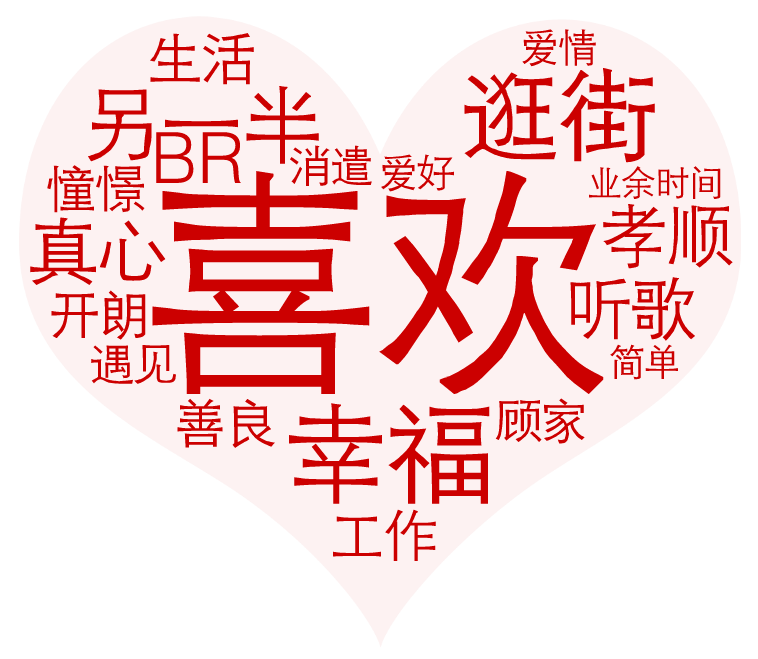 生活
爱情
另一半
逛街
BR
消遣
爱好
业余时间
憧憬
喜欢
孝顺
真心
听歌
开朗
遇见
简单
善良
幸福
顾家
工作